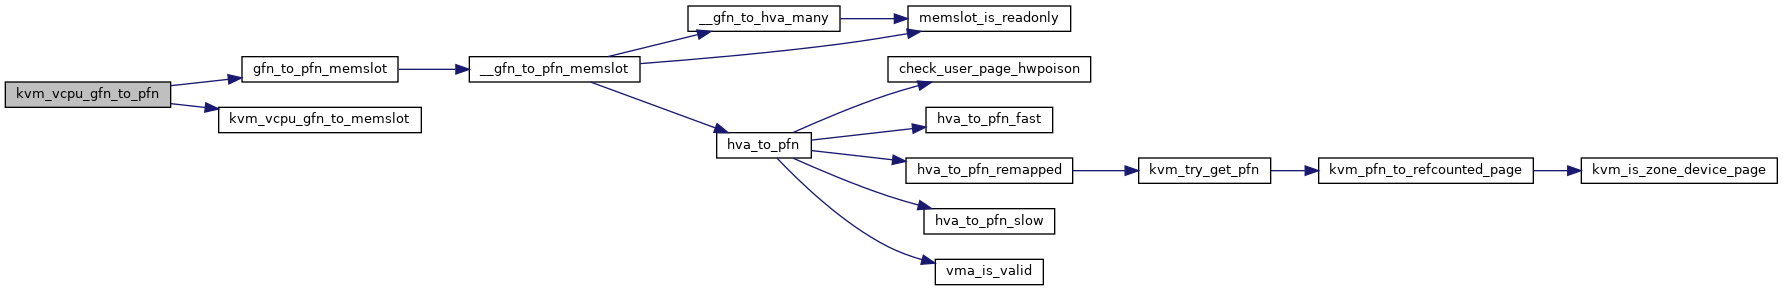 kvm_vcpu_gfn_to_pfn
gfn_to_pfn_memslot
kvm_vcpu_gfn_to_memslot
__gfn_to_pfn_memslot
__gfn_to_hva_many
memslot_is_readonly
hva_to_pfn
check_user_page_hwpoison
hva_to_pfn_fast
hva_to_pfn_remapped
kvm_try_get_pfn
kvm_pfn_to_refcounted_page
kvm_is_zone_device_page
hva_to_pfn_slow
vma_is_valid